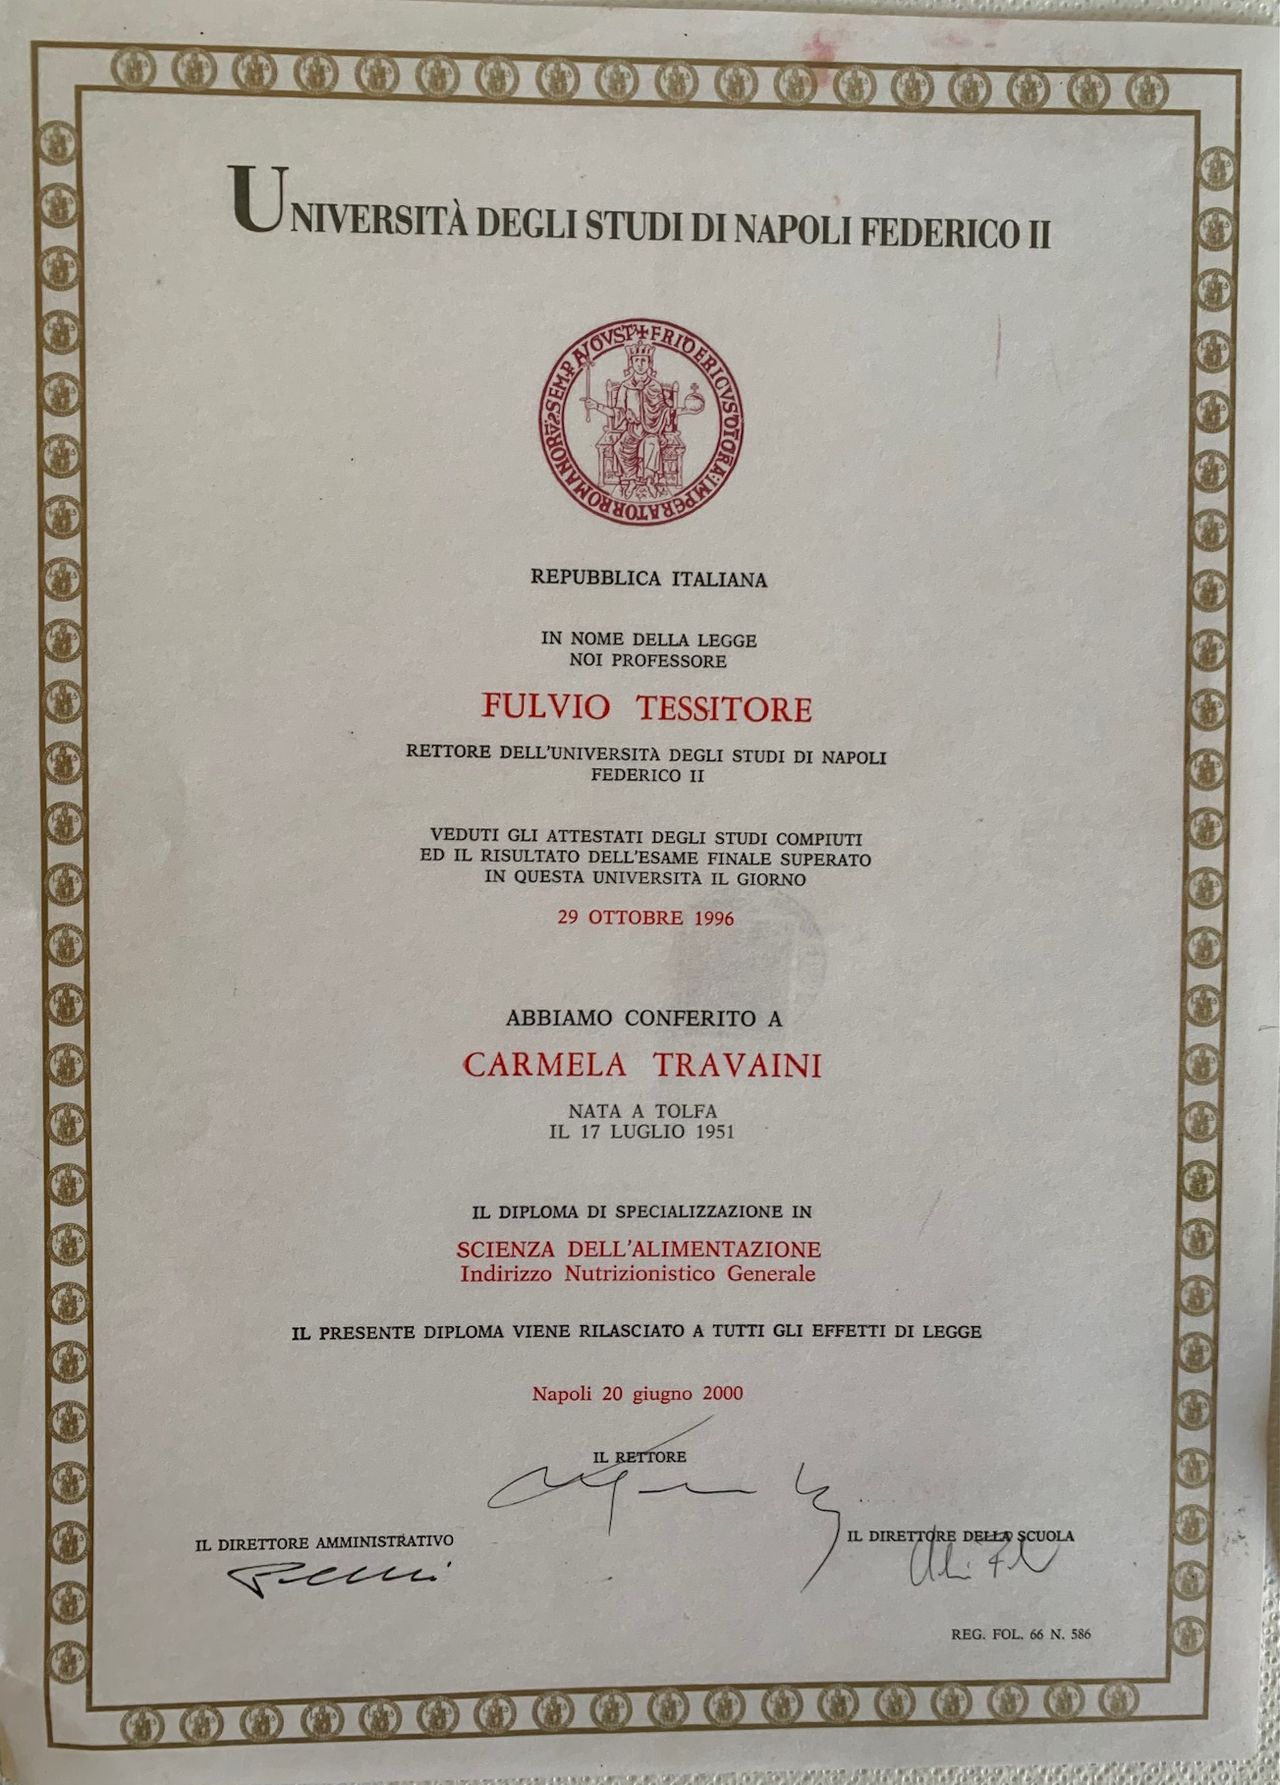 UNIVERSITÀ DEGLI STUDI DI NAPOLI FEDERICO II
REPUBBLICA ITALIANA
IN NOME DELLA LEGGE
NOI PROFESSORE
FULVIO TESSITORE
RETTORE DELL'UNIVERSITÀ DEGLI STUDI DI NAPOLI
FEDERICO II
VEDUTI GLI ATTESTATI DEGLI STUDI COMPIUTI
ED IL RISULTATO DELL'ESAME FINALE SUPERATO
IN QUESTA UNIVERSITÀ IL GIORNO
29 OTTOBRE 1996
ABBIAMO CONFERITO A
CARMELA TRAVAINI
NATA A TOLFA
IL 17 LUGLIO 1951
IL DIPLOMA DI SPECIALIZZAZIONE IN
SCIENZA DELL'ALIMENTAZIONE
Indirizzo Nutrizionistico Generale
IL PRESENTE DIPLOMA VIENE RILASCIATO A TUTTI GLI EFFETTI DI LEGGE
Napoli 20 giugno 2000
IL RETTORE
IL DIRETTORE AMMINISTRATIVO
IL DIRETTORE DELLA SCUOLA
REG. FOL. 66 N. 586